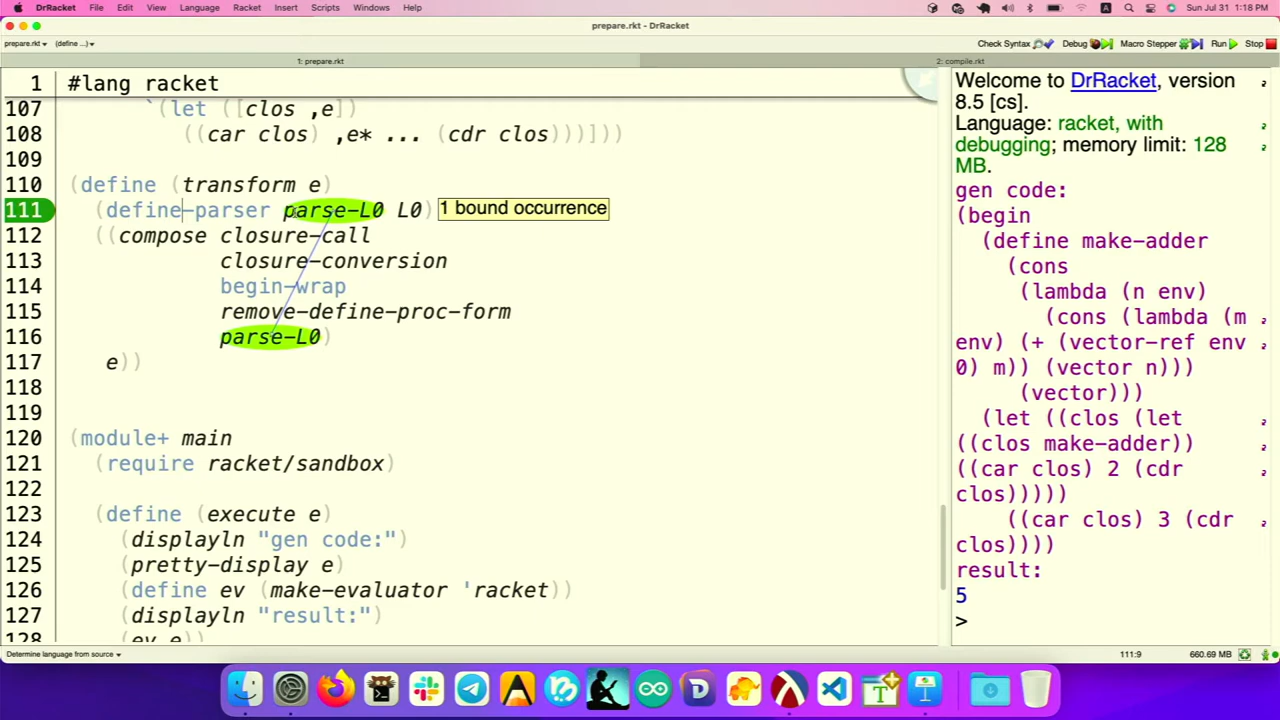 DrRacket File Edit View Language Racket Insert Scripts Windows Help Sun Jul 31 1:18 PM
prepare.rkt - DrRacket
prepare.rkt (define ...) Check Syntax Debug Macro Stepper Run Stop
1: prepare.rkt 2: compile.rkt
1 #lang racket
107 `(let ([clos ,e])
108 ((car clos) ,e* ... (cdr clos)))]))
109
110 (define (transform e)
111 (define-parser parse-L0 L0) 1 bound occurrence
112 ((compose closure-call
113 closure-conversion
114 begin-wrap
115 remove-define-proc-form
116 parse-L0)
117 e))
118
119
120 (module+ main
121 (require racket/sandbox)
122
123 (define (execute e)
124 (displayln "gen code:")
125 (pretty-display e)
126 (define ev (make-evaluator 'racket))
127 (displayln "result:")
128 (ev e))
Welcome to DrRacket, version
8.5 [cs].
Language: racket, with
debugging; memory limit: 128
MB.
gen code:
(begin
(define make-adder
(cons
(lambda (n env)
(cons (lambda (m
env) (+ (vector-ref env
0) m)) (vector n)))
(vector)))
(let ((clos (let
((clos make-adder))
((car clos) 2 (cdr
clos)))))
((car clos) 3 (cdr
clos))))
result:
5
>
Determine language from source 111:9 660.69 MB